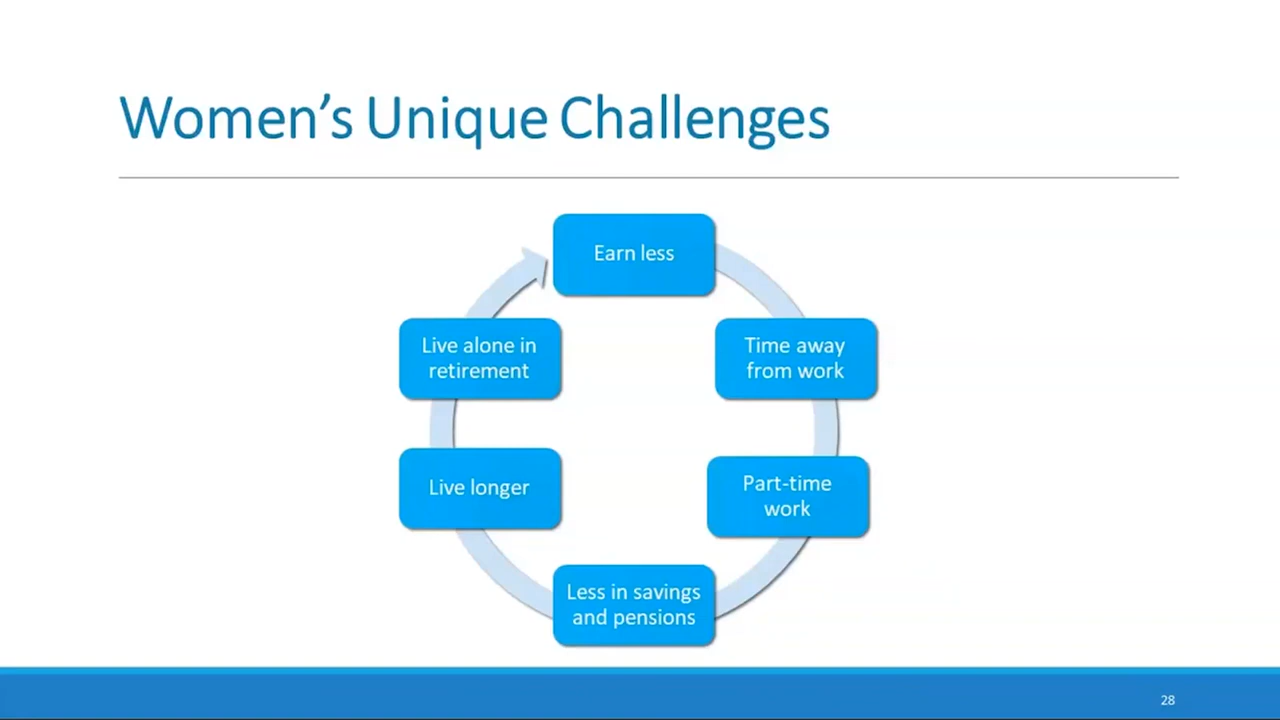 Women’s Unique Challenges
Earn less
Time away
from work
Part-time
work
Less in savings
and pensions
Live longer
Live alone in
retirement
28